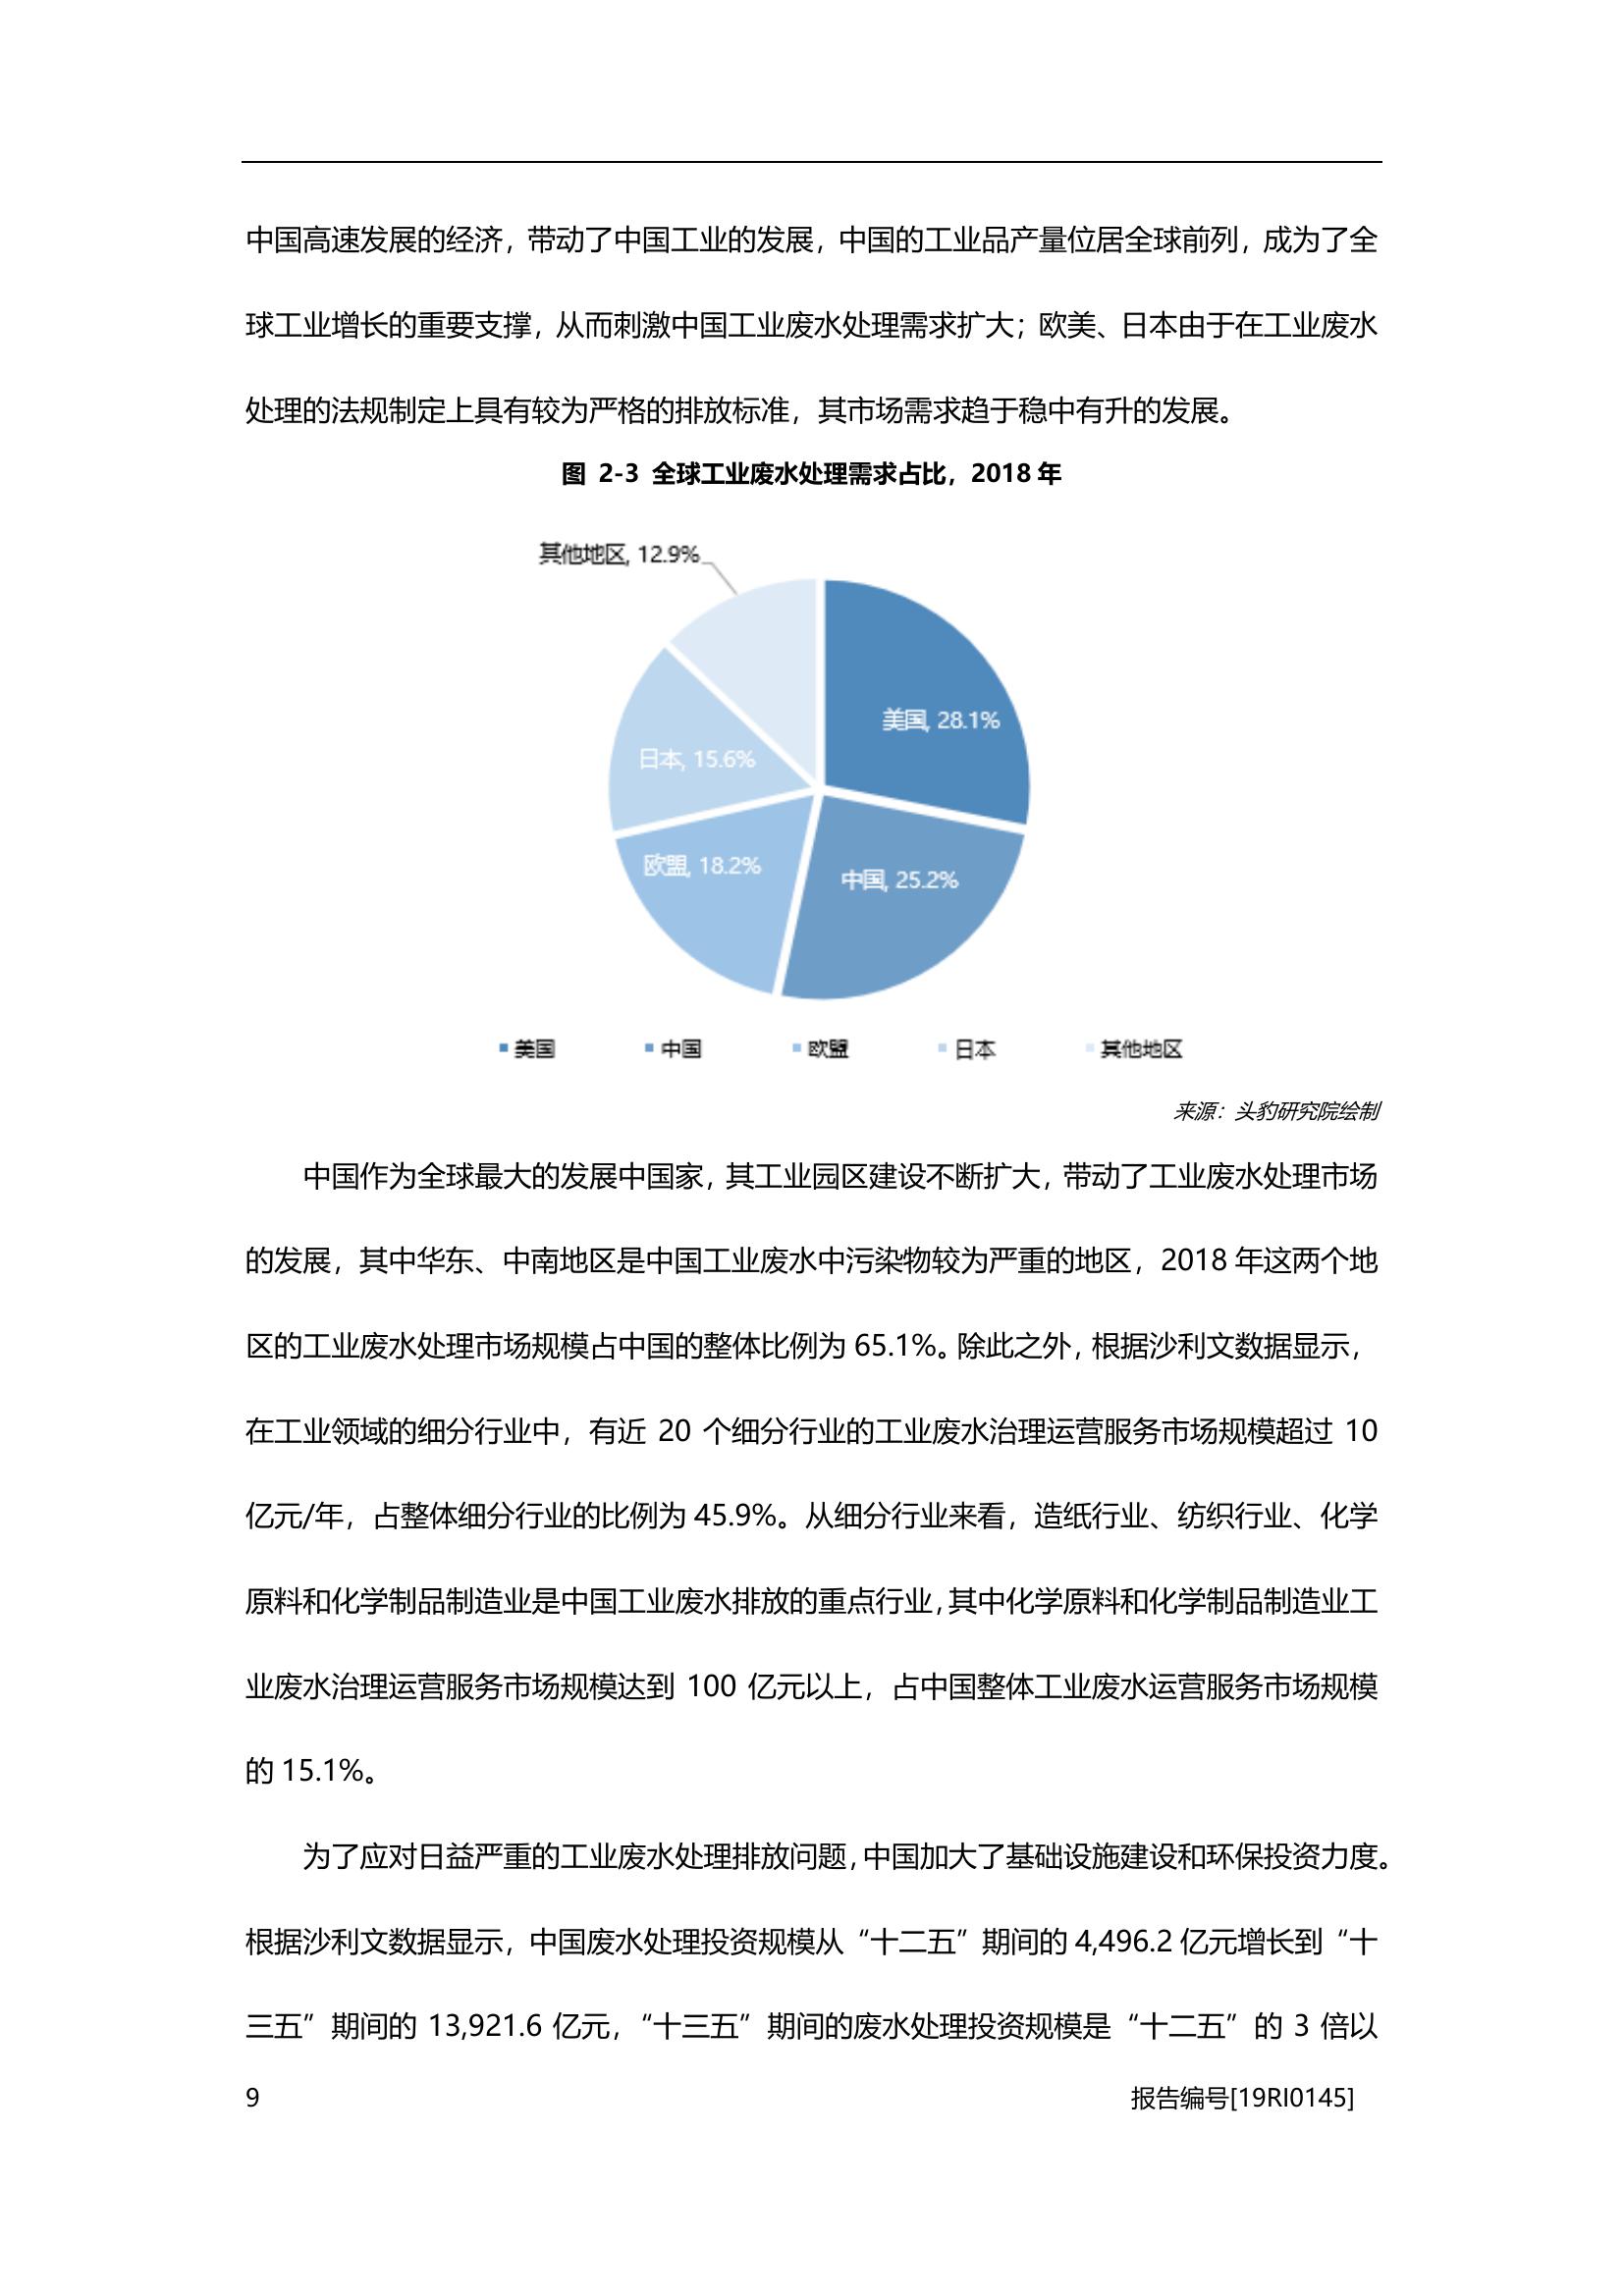 中国高速发展的经济，带动了中国工业的发展，中国的工业品产量位居全球前列，成为了全
球工业增长的重要支撑，从而刺激中国工业废水处理需求扩大；欧美、日本由于在工业废水
处理的法规制定上具有较为严格的排放标准，其市场需求趋于稳中有升的发展。
图 2-3 全球工业废水处理需求占比，2018 年
其他地区, 12.9%
美国, 28.1%
日本, 15.6%
欧盟, 18.2%
中国, 25.2%
美国 中国 欧盟 日本 其他地区
来源：头豹研究院绘制
中国作为全球最大的发展中国家，其工业园区建设不断扩大，带动了工业废水处理市场
的发展，其中华东、中南地区是中国工业废水中污染物较为严重的地区，2018 年这两个地
区的工业废水处理市场规模占中国的整体比例为 65.1%。除此之外，根据沙利文数据显示，
在工业领域的细分行业中，有近 20 个细分行业的工业废水治理运营服务市场规模超过 10
亿元/年，占整体细分行业的比例为 45.9%。从细分行业来看，造纸行业、纺织行业、化学
原料和化学制品制造业是中国工业废水排放的重点行业，其中化学原料和化学制品制造业工
业废水治理运营服务市场规模达到 100 亿元以上，占中国整体工业废水运营服务市场规模
的 15.1%。
为了应对日益严重的工业废水处理排放问题，中国加大了基础设施建设和环保投资力度。
根据沙利文数据显示，中国废水处理投资规模从“十二五”期间的 4,496.2 亿元增长到“十
三五”期间的 13,921.6 亿元，“十三五”期间的废水处理投资规模是“十二五”的 3 倍以
9 报告编号[19RI0145]